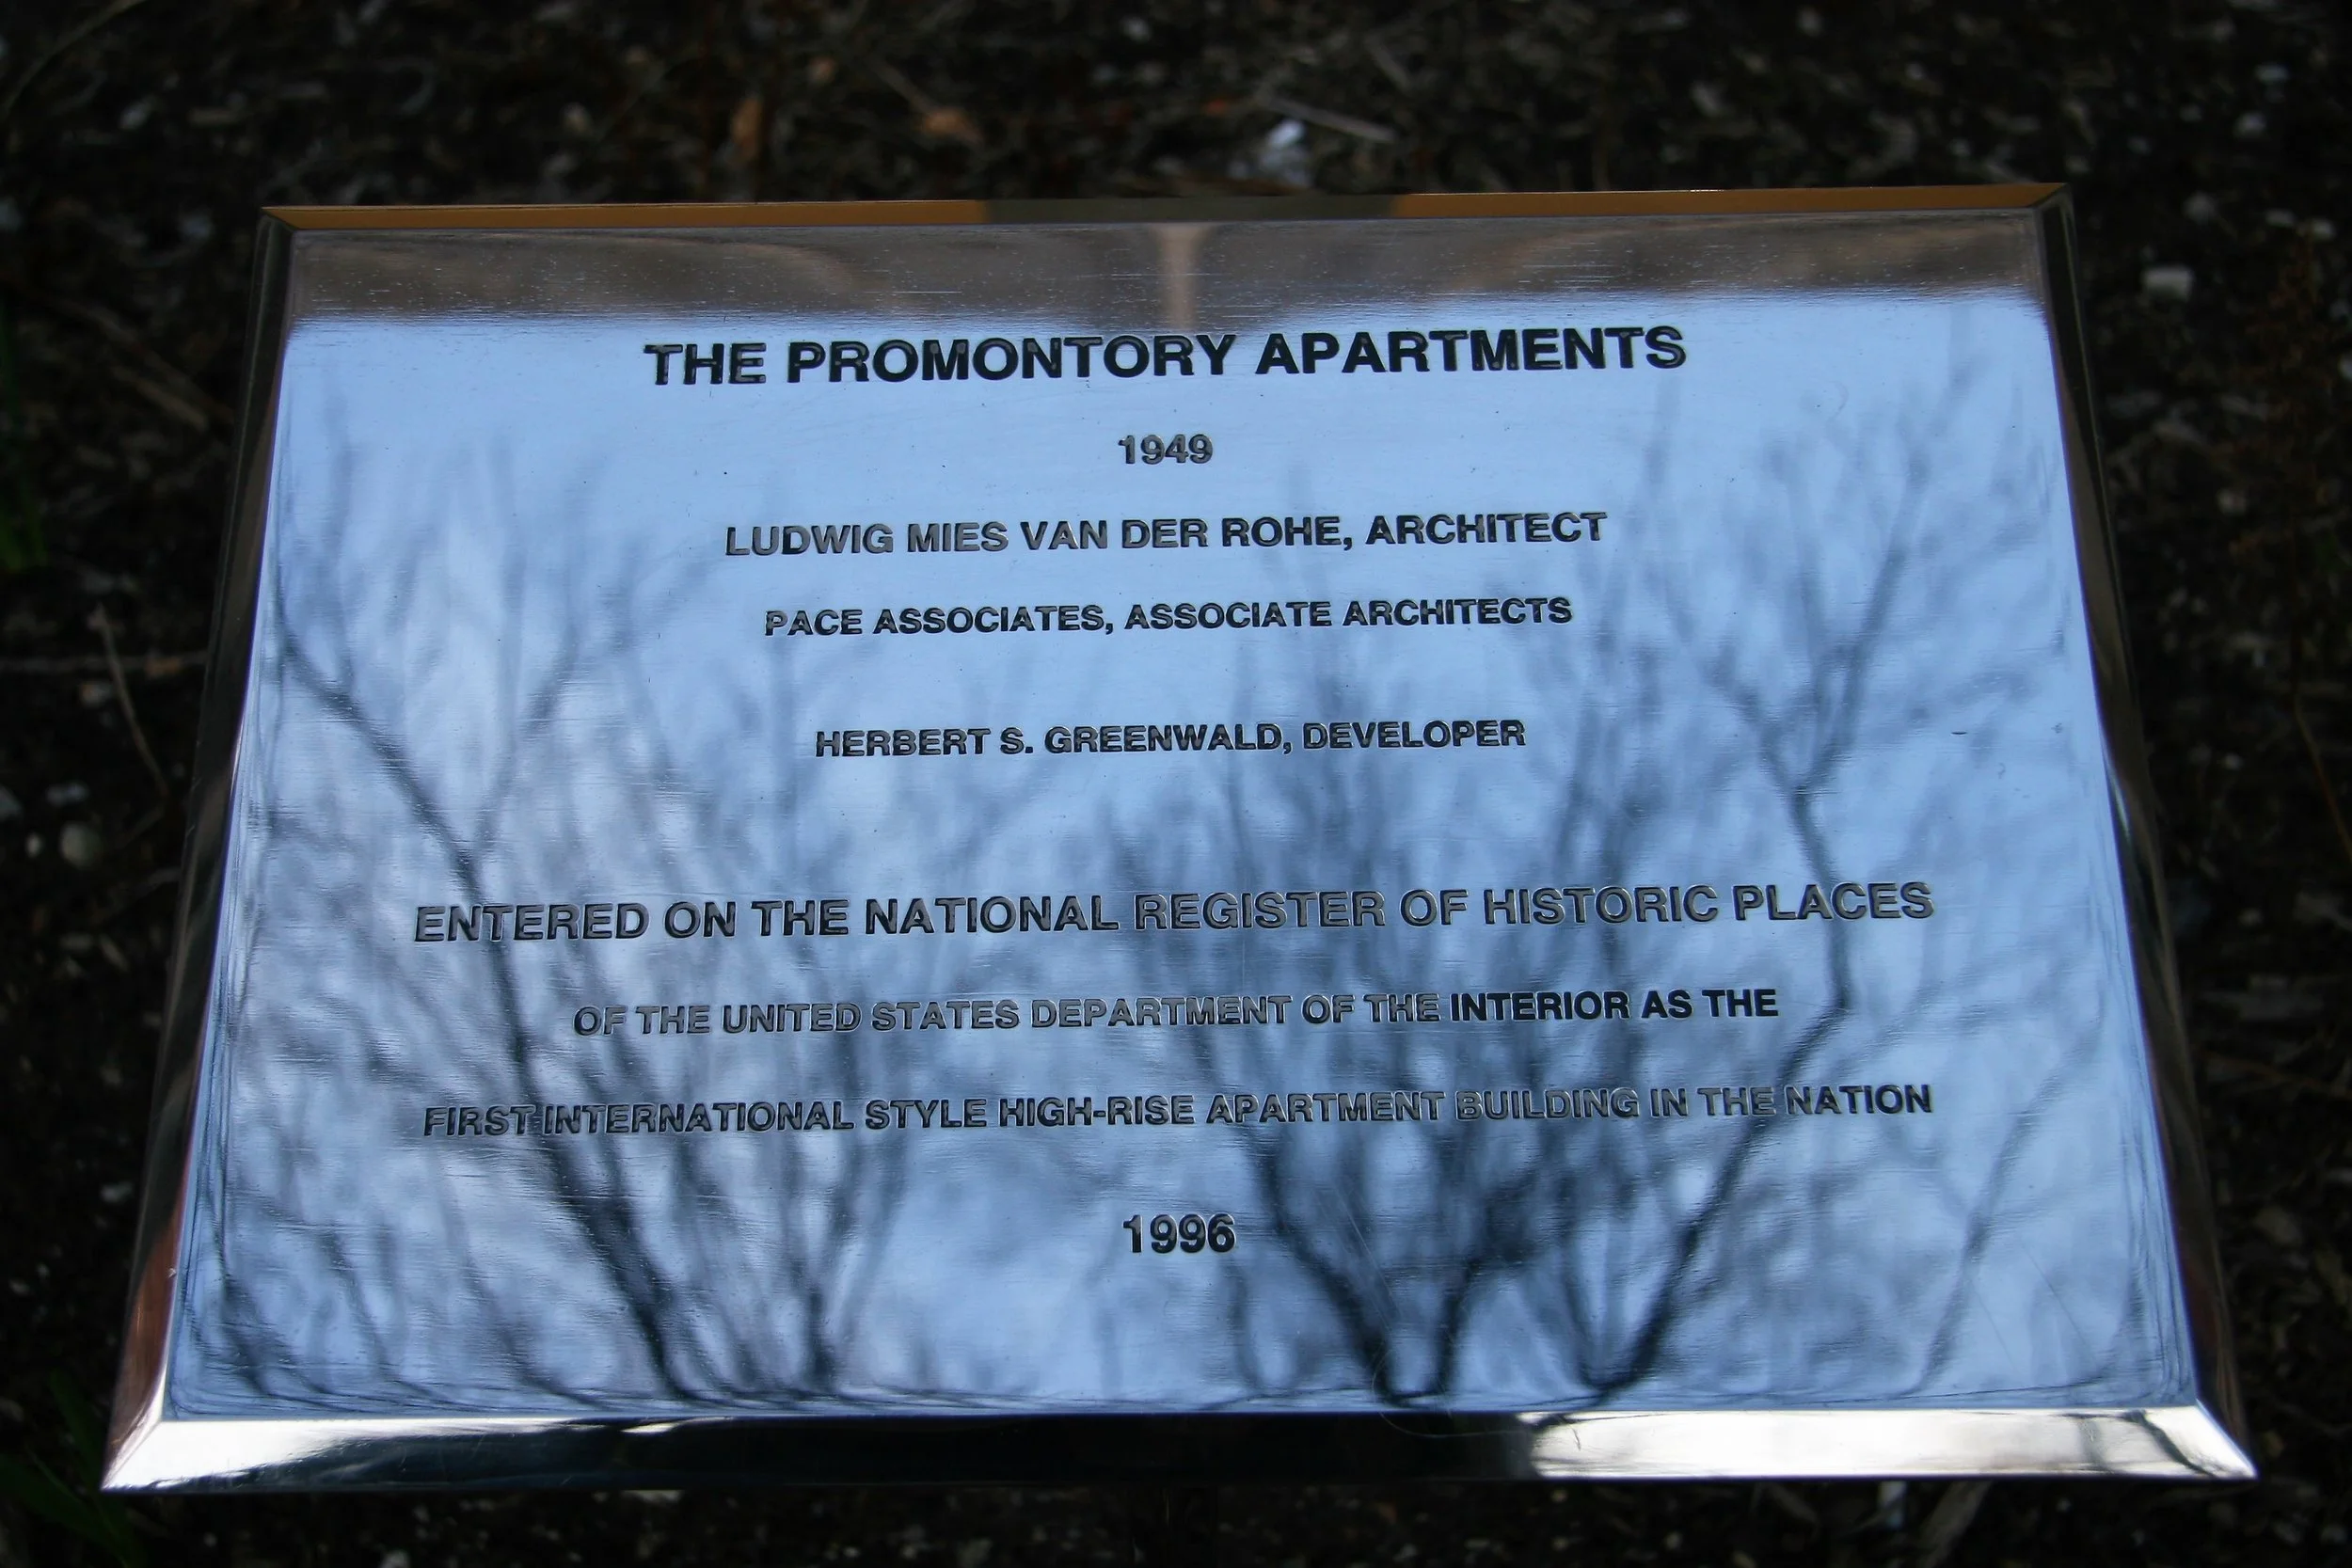 THE PROMONTORY APARTMENTS
1949
LUDWIG MIES VAN DER ROHE, ARCHITECT
PACE ASSOCIATES, ASSOCIATE ARCHITECTS
HERBERT S. GREENWALD, DEVELOPER
ENTERED ON THE NATIONAL REGISTER OF HISTORIC PLACES
OF THE UNITED STATES DEPARTMENT OF THE INTERIOR AS THE
FIRST INTERNATIONAL STYLE HIGH-RISE APARTMENT BUILDING IN THE NATION
1996